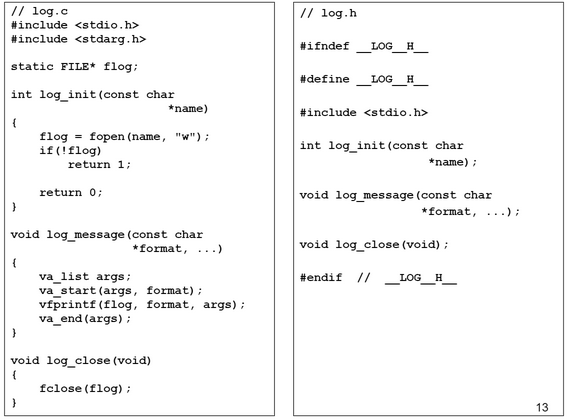 // log.c
#include <stdio.h>
#include <stdarg.h>
static FILE* flog;
int log_init(const char
*name)
{
flog = fopen(name, "w");
if(!flog)
return 1;
return 0;
}
void log_message(const char
*format, ...)
{
va_list args;
va_start(args, format);
vfprintf(flog, format, args);
va_end(args);
}
void log_close(void)
{
fclose(flog);
}
// log.h
#ifndef __LOG__H__
#define __LOG__H__
#include <stdio.h>
int log_init(const char
*name);
void log_message(const char
*format, ...);
void log_close(void);
#endif // __LOG__H__
13